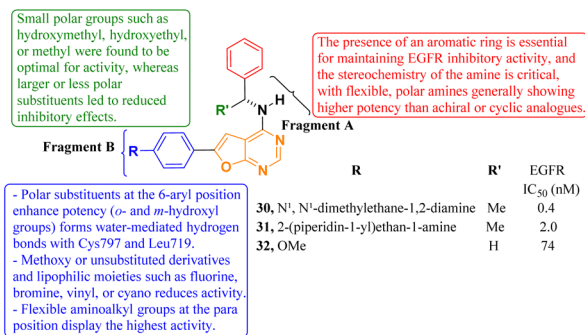 Small polar groups such as
hydroxymethyl, hydroxyethyl,
or methyl were found to be
optimal for activity, whereas
larger or less polar
substituents led to reduced
inhibitory effects.
The presence of an aromatic ring is essential
for maintaining EGFR inhibitory activity, and
the stereochemistry of the amine is critical,
with flexible, polar amines generally showing
higher potency than achiral or cyclic analogues.
R'
N
H
Fragment A
Fragment B
R
O
N
N
- Polar substituents at the 6-aryl position
enhance potency (o- and m-hydroxyl
groups) forms water-mediated hydrogen
bonds with Cys797 and Leu719.
- Methoxy or unsubstituted derivatives
and lipophilic moieties such as fluorine,
bromine, vinyl, or cyano reduces activity.
- Flexible aminoalkyl groups at the para
position display the highest activity.
R R' EGFR
IC50 (nM)
30, N¹, N¹-dimethylethane-1,2-diamine Me 0.4
31, 2-(piperidin-1-yl)ethan-1-amine Me 2.0
32, OMe H 74